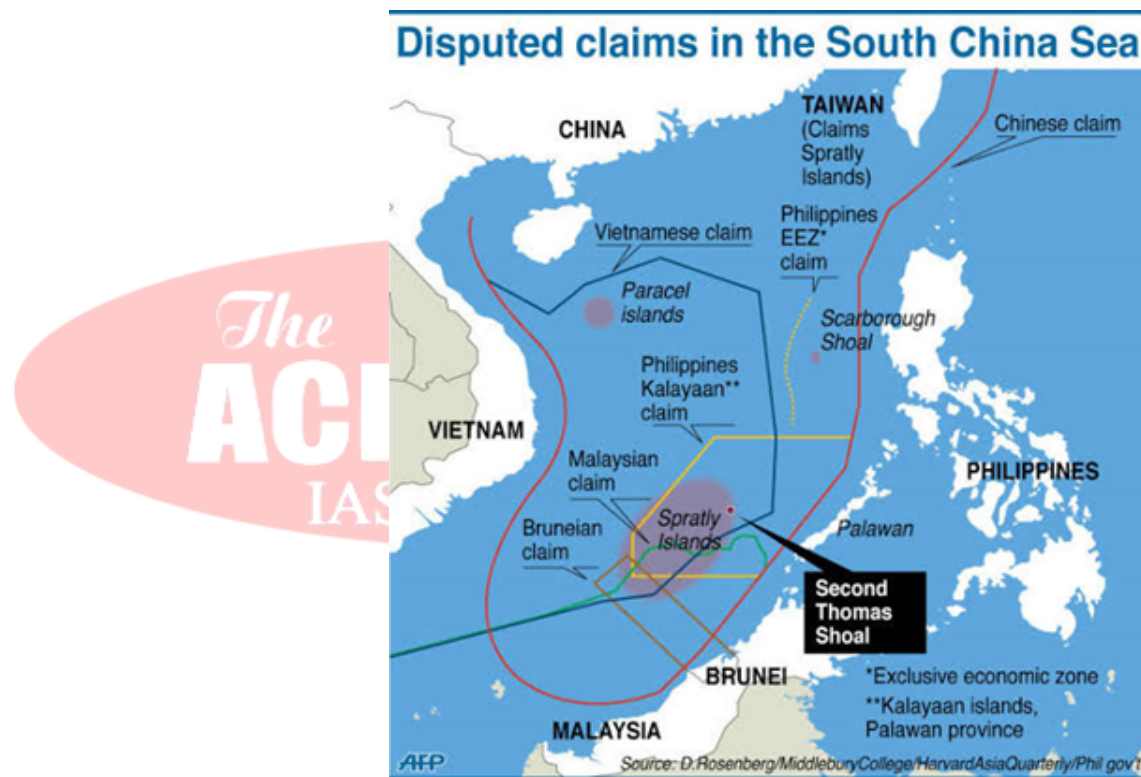 Disputed claims in the South China Sea
TAIWAN
(Claims
Spratly
Islands)
CHINA
Chinese claim
Philippines
EEZ*
claim
Vietnamese claim
Paracel
islands
Scarborough
Shoal
The
Philippines
Kalayaan**
claim
VIETNAM
Malaysian
claim
PHILIPPINES
IAS
Spratly
Islands
Bruneian
claim
Palawan
Second
Thomas
Shoal
BRUNEI
*Exclusive economic zone
**Kalayaan islands,
Palawan province
MALAYSIA
AFP
Source: D.Rosenberg/MiddleburyCollege/HarvardAsiaQuarterly/Phil gov't